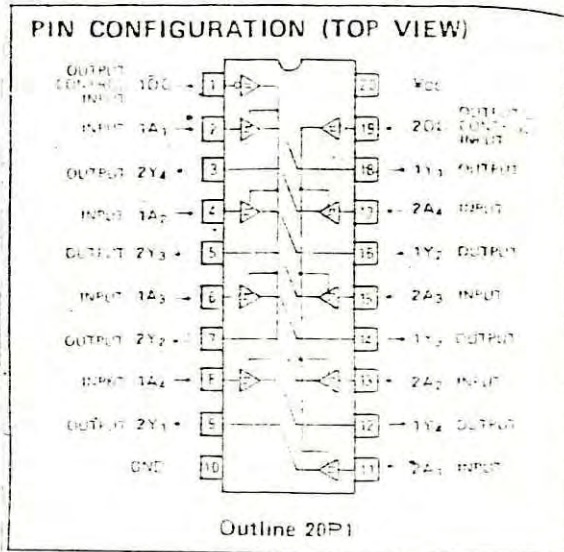 PIN CONFIGURATION (TOP VIEW)
OUTPUT CONTROL INPUT 1OC 1
INPUT 1A1 2
OUTPUT 2Y4 3
INPUT 1A2 4
OUTPUT 2Y3 5
INPUT 1A3 6
OUTPUT 2Y2 7
INPUT 1A4 8
OUTPUT 2Y1 9
GND 10
20 VCC
19 2OC OUTPUT CONTROL INPUT
18 1Y1 OUTPUT
17 2A4 INPUT
16 1Y2 OUTPUT
15 2A3 INPUT
14 1Y3 OUTPUT
13 2A2 INPUT
12 1Y4 OUTPUT
11 2A1 INPUT
Outline 20P1